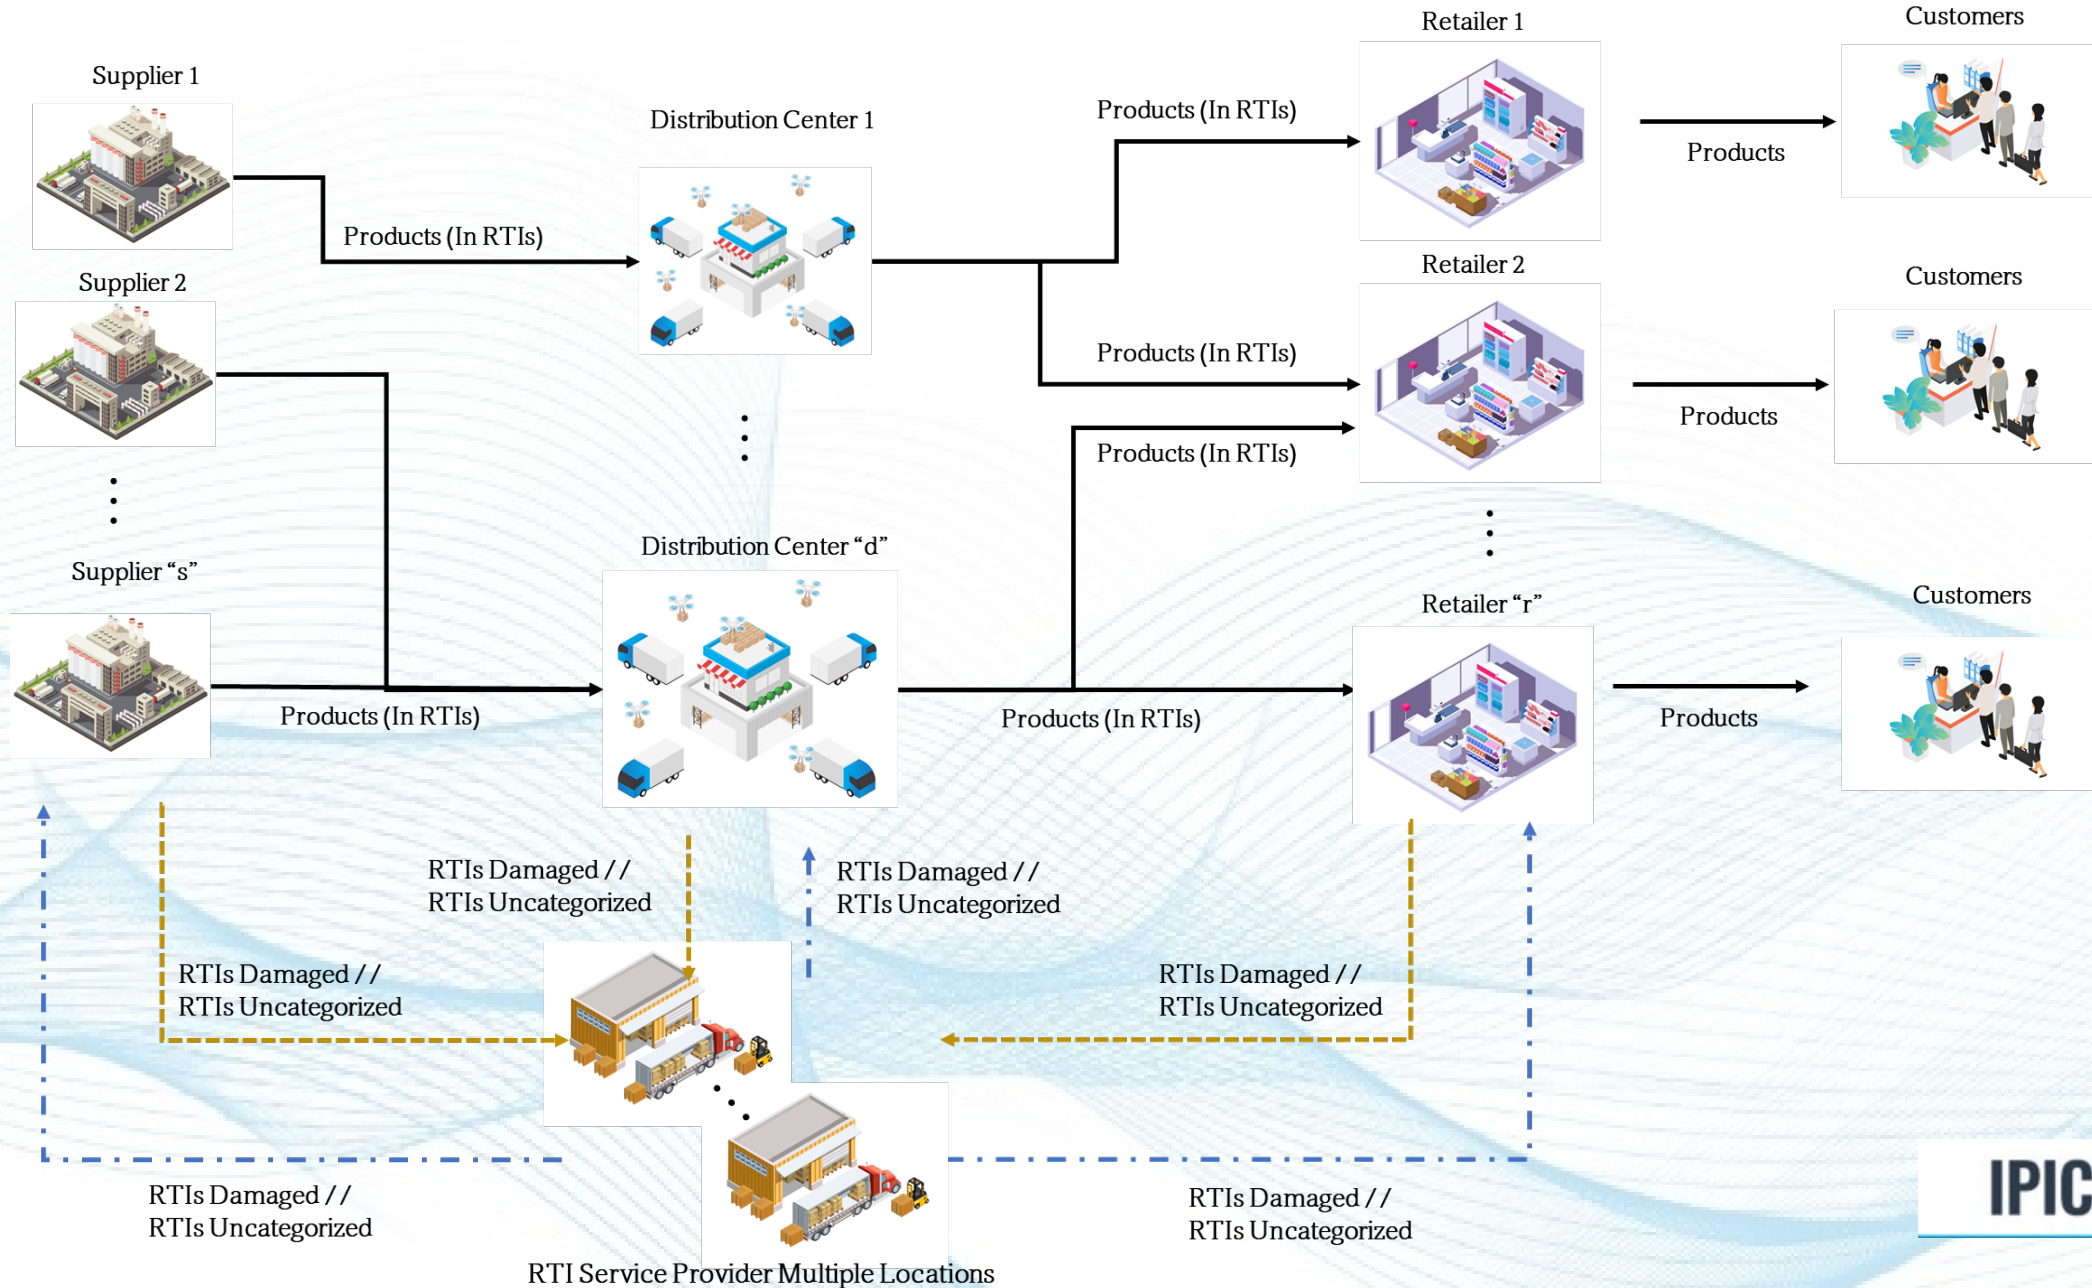 Retailer 1
Customers
Supplier 1
Products (In RTIs)
Distribution Center 1
Products
Products (In RTIs)
Retailer 2
Customers
Supplier 2
Products (In RTIs)
Products
Products (In RTIs)
Distribution Center “d”
Supplier “s”
Retailer “r”
Customers
Products (In RTIs)
Products (In RTIs)
Products
RTIs Damaged //
RTIs Uncategorized
RTIs Damaged //
RTIs Uncategorized
RTIs Damaged //
RTIs Uncategorized
RTIs Damaged //
RTIs Uncategorized
RTIs Damaged //
RTIs Uncategorized
RTIs Damaged //
RTIs Uncategorized
IPIC
RTI Service Provider Multiple Locations